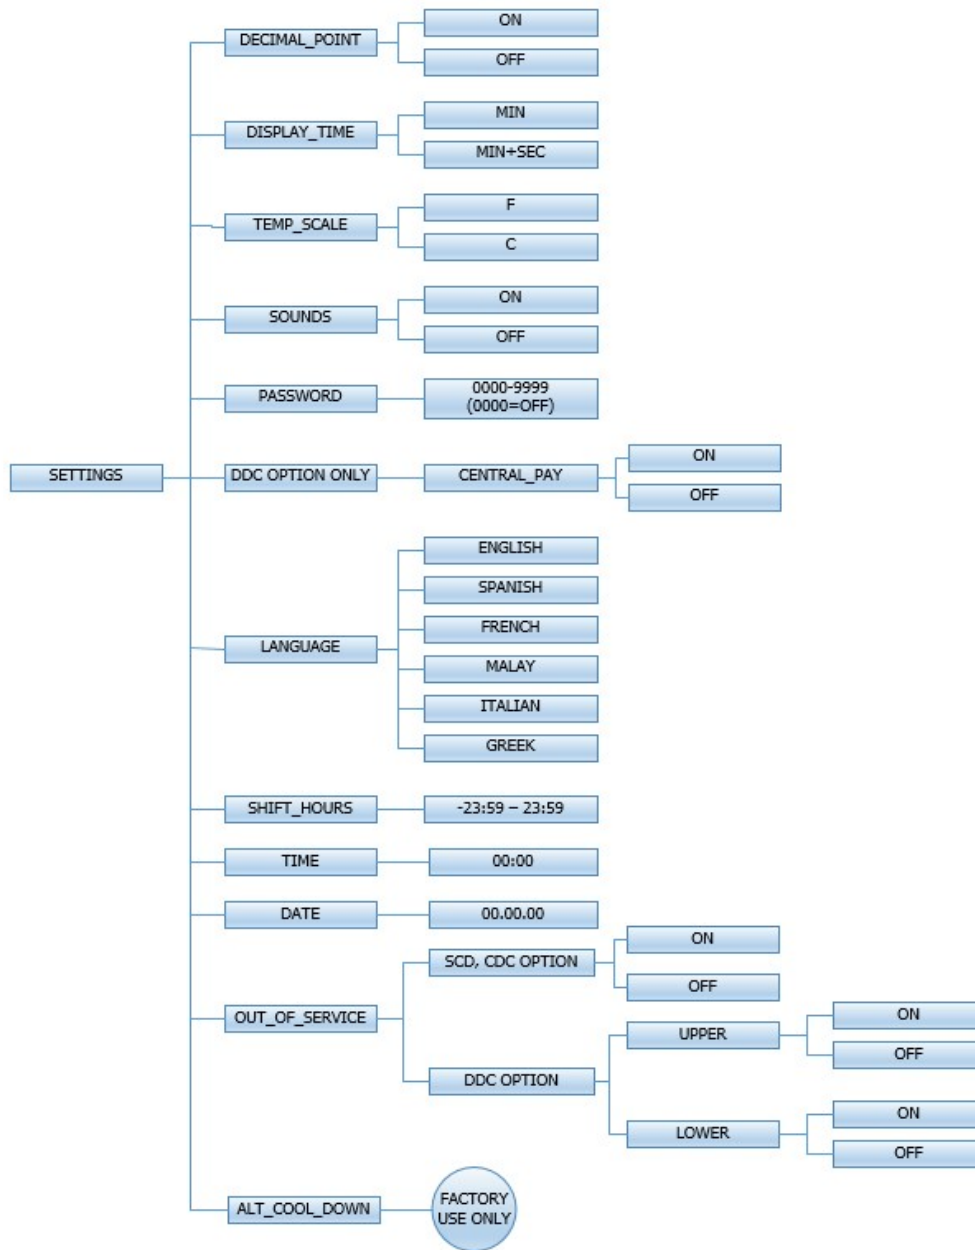 DECIMAL_POINT
ON
OFF
DISPLAY_TIME
MIN
MIN+SEC
TEMP_SCALE
F
C
SOUNDS
ON
OFF
PASSWORD
0000-9999
(0000=OFF)
SETTINGS
DDC OPTION ONLY
CENTRAL_PAY
ON
OFF
LANGUAGE
ENGLISH
SPANISH
FRENCH
MALAY
ITALIAN
GREEK
SHIFT_HOURS
-23:59 – 23:59
TIME
00:00
DATE
00.00.00
OUT_OF_SERVICE
SCD, CDC OPTION
ON
OFF
DDC OPTION
UPPER
ON
OFF
LOWER
ON
OFF
ALT_COOL_DOWN
FACTORY
USE ONLY